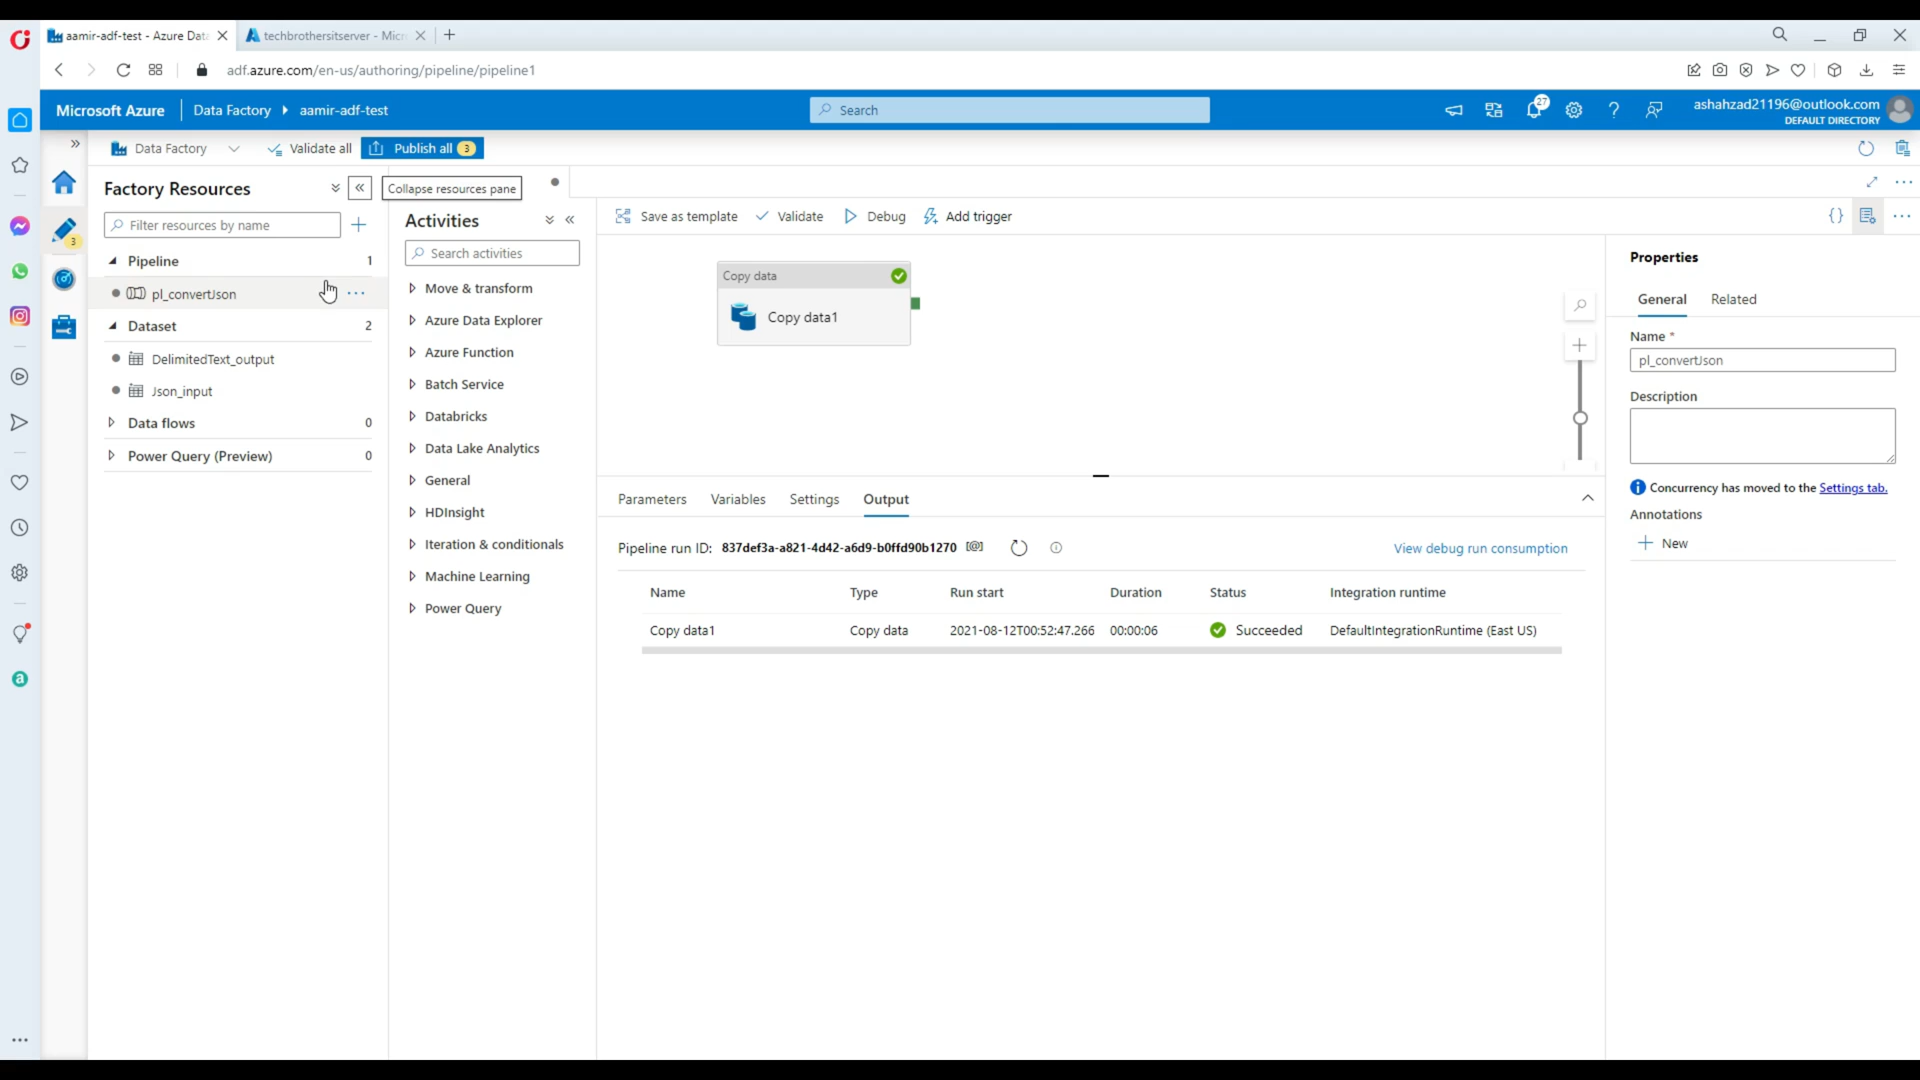 aamir-adf-test - Azure Dat
techbrothersitserver - Micr
adf.azure.com/en-us/authoring/pipeline/pipeline1
Microsoft Azure
Data Factory
aamir-adf-test
Search
27
ashahzad21196@outlook.com
DEFAULT DIRECTORY
Data Factory
Validate all
Publish all
3
Factory Resources
Collapse resources pane
Filter resources by name
3
Pipeline
1
pl_convertJson
Dataset
2
DelimitedText_output
Json_input
Data flows
0
Power Query (Preview)
0
Activities
Search activities
Move & transform
Azure Data Explorer
Azure Function
Batch Service
Databricks
Data Lake Analytics
General
HDInsight
Iteration & conditionals
Machine Learning
Power Query
Save as template
Validate
Debug
Add trigger
Copy data
Copy data1
Parameters
Variables
Settings
Output
Pipeline run ID: 837def3a-a821-4d42-a6d9-b0ffd90b1270
View debug run consumption
Name
Type
Run start
Duration
Status
Integration runtime
Copy data1
Copy data
2021-08-12T00:52:47.266
00:00:06
Succeeded
DefaultIntegrationRuntime (East US)
Properties
General
Related
Name *
pl_convertJson
Description
Concurrency has moved to the Settings tab.
Annotations
New